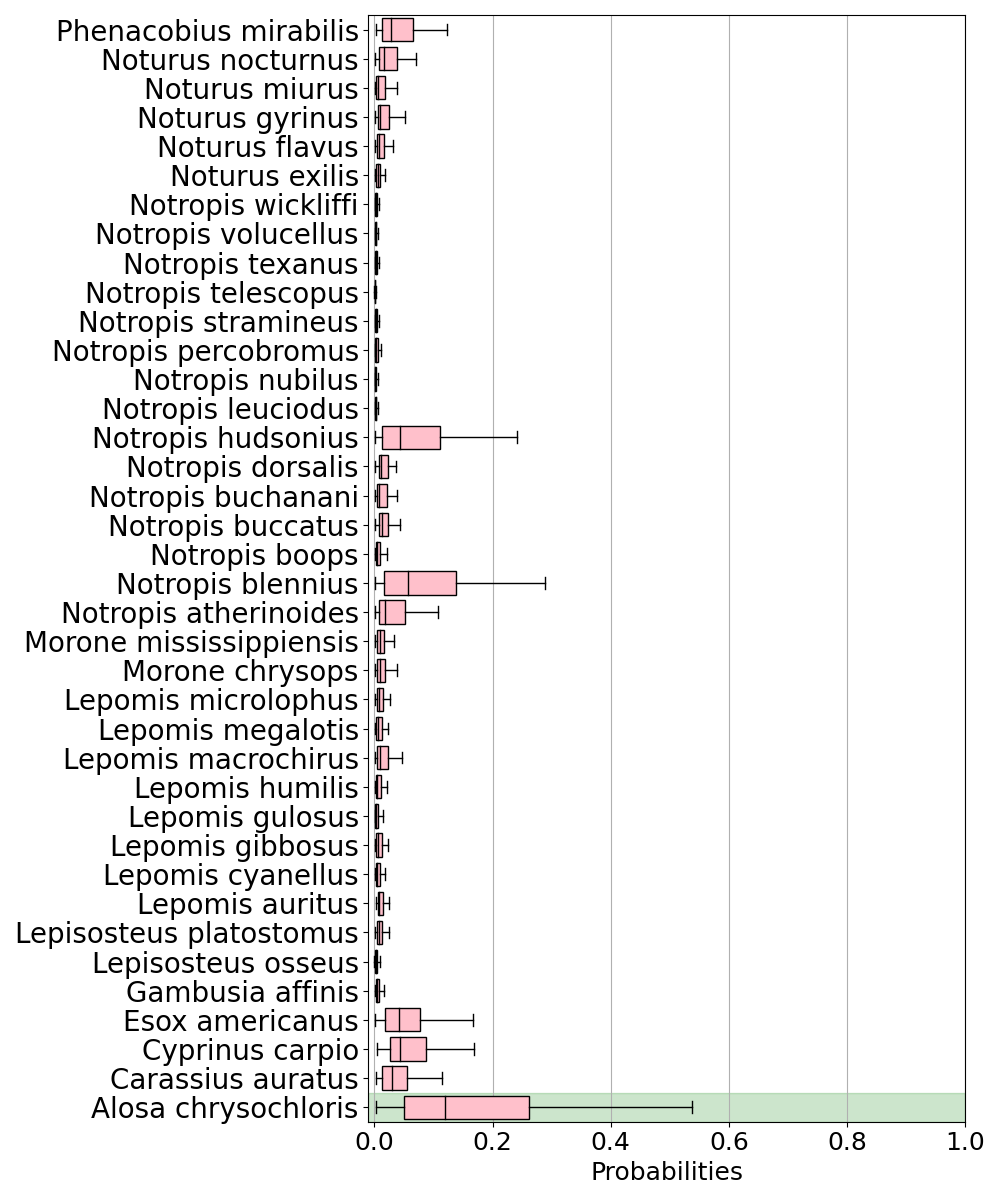 Phenacobius mirabilis
Noturus nocturnus
Noturus miurus
Noturus gyrinus
Noturus flavus
Noturus exilis
Notropis wickliffi
Notropis volucellus
Notropis texanus
Notropis telescopus
Notropis stramineus
Notropis percobromus
Notropis nubilus
Notropis leuciodus
Notropis hudsonius
Notropis dorsalis
Notropis buchanani
Notropis buccatus
Notropis boops
Notropis blennius
Notropis atherinoides
Morone mississippiensis
Morone chrysops
Lepomis microlophus
Lepomis megalotis
Lepomis macrochirus
Lepomis humilis
Lepomis gulosus
Lepomis gibbosus
Lepomis cyanellus
Lepomis auritus
Lepisosteus platostomus
Lepisosteus osseus
Gambusia affinis
Esox americanus
Cyprinus carpio
Carassius auratus
Alosa chrysochloris
0.0 0.2 0.4 0.6 0.8 1.0
Probabilities